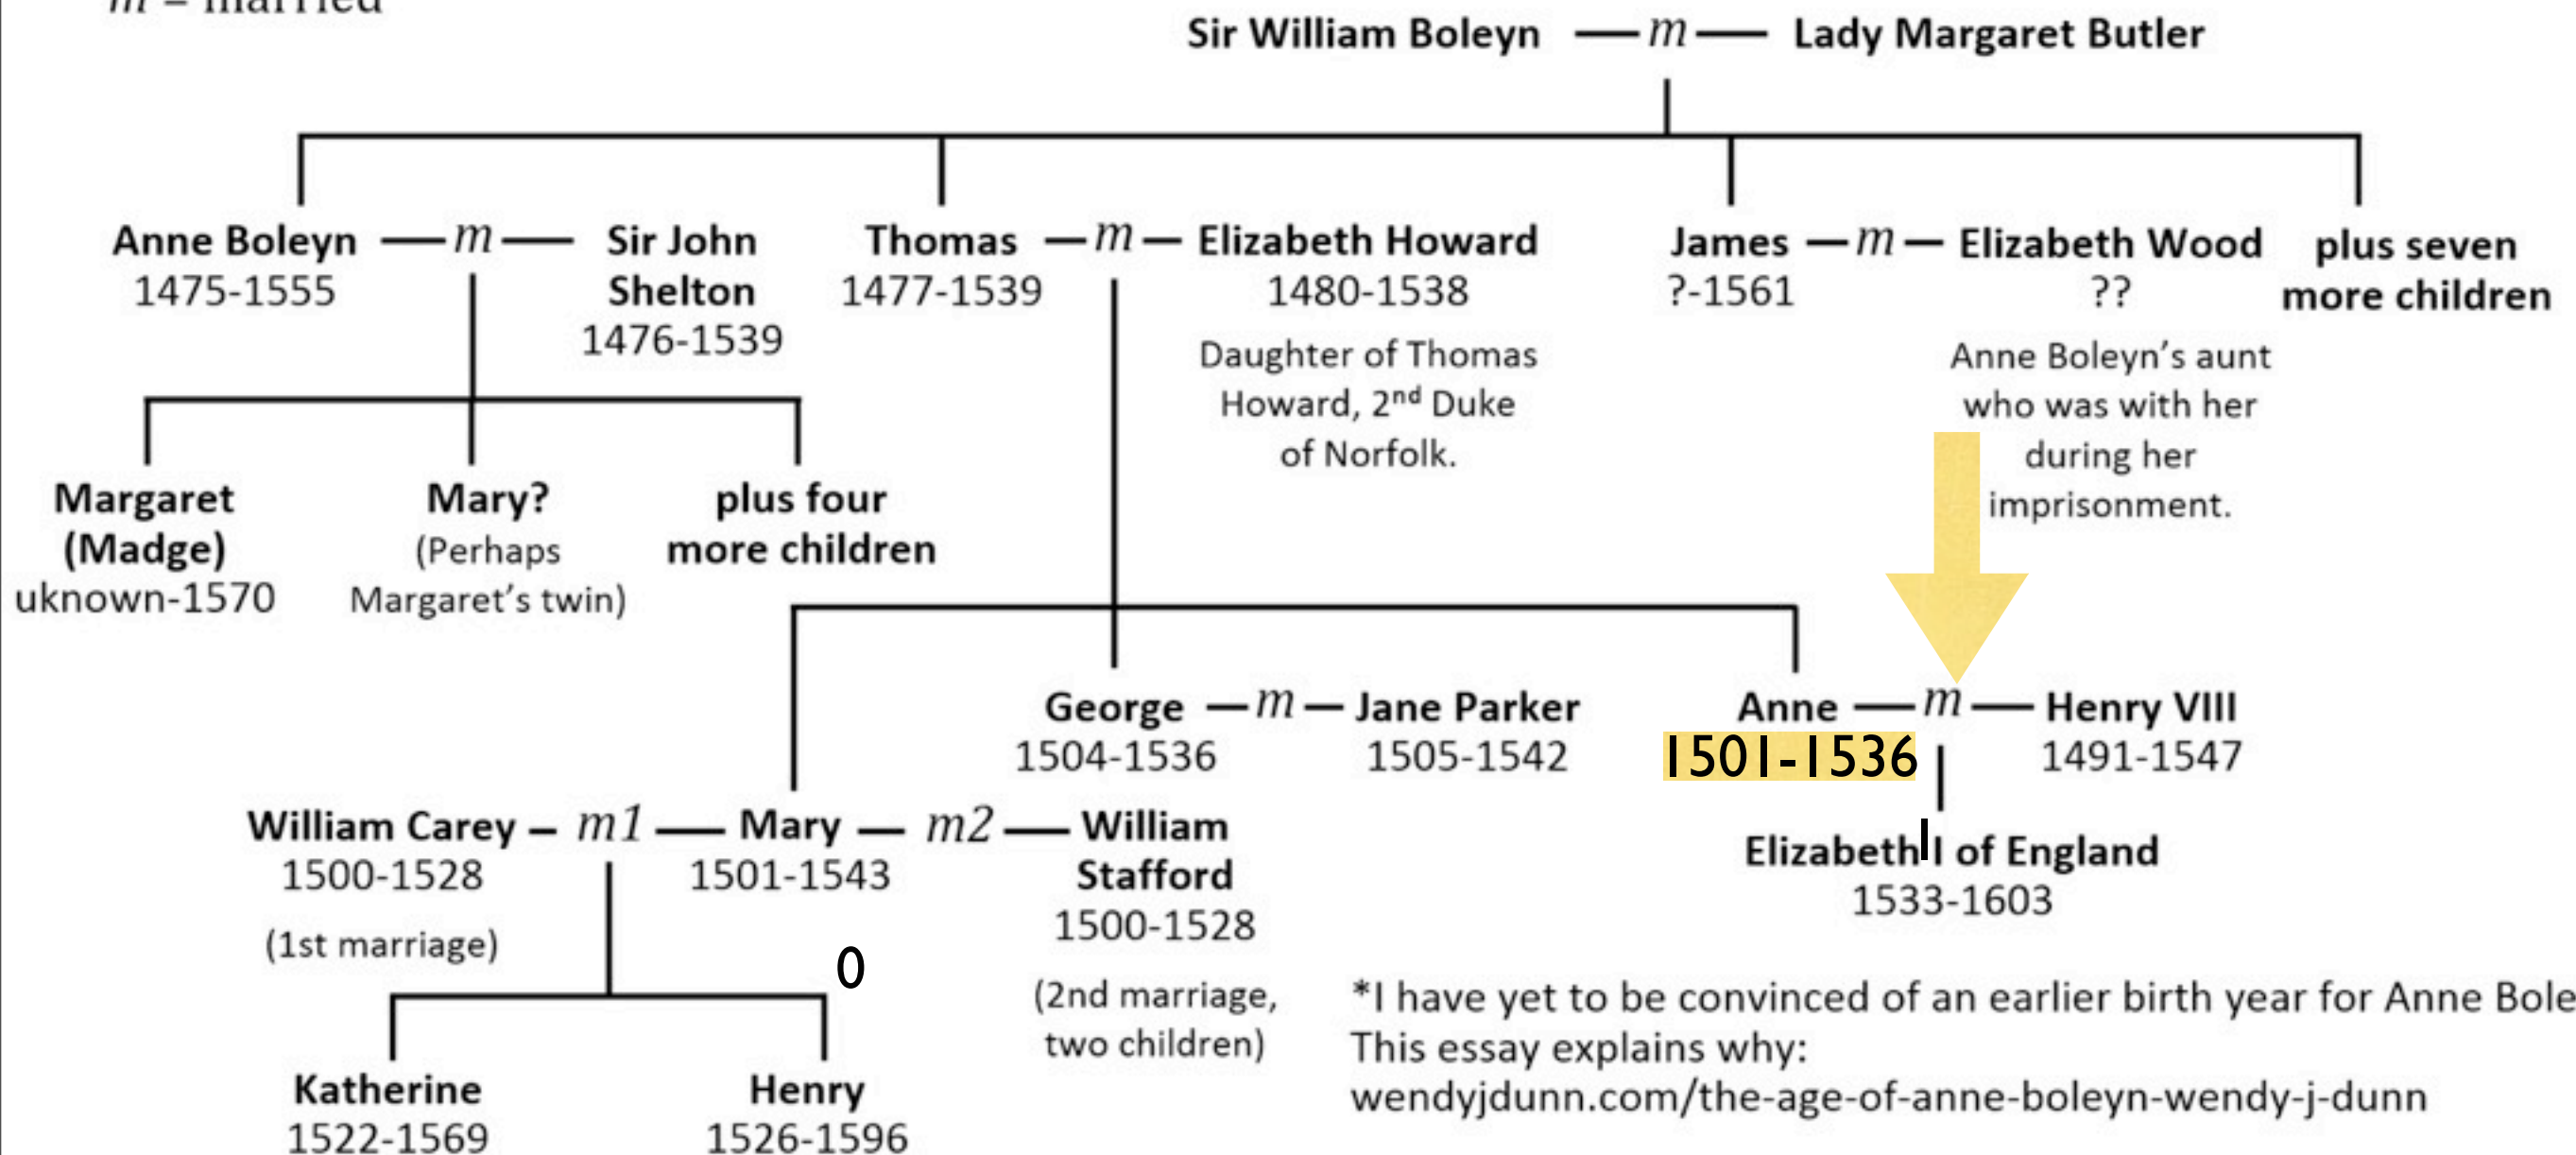 m = married
Sir William Boleyn — m — Lady Margaret Butler
Anne Boleyn — m — Sir John Shelton
1475-1555
1476-1539
Thomas — m — Elizabeth Howard
1477-1539
1480-1538
Daughter of Thomas
Howard, 2nd Duke
of Norfolk.
James — m — Elizabeth Wood
?-1561
??
Anne Boleyn's aunt
who was with her
during her
imprisonment.
plus seven
more children
Margaret
(Madge)
uknown-1570
Mary?
(Perhaps
Margaret's twin)
plus four
more children
George — m — Jane Parker
1504-1536
1505-1542
Anne — m — Henry VIII
1501-1536
1491-1547
Elizabeth I of England
1533-1603
William Carey — m1 — Mary — m2 — William
Stafford
1500-1528
1501-1543
1500-1528
(1st marriage)
(2nd marriage,
two children)
0
Katherine
1522-1569
Henry
1526-1596
*I have yet to be convinced of an earlier birth year for Anne Bole
This essay explains why:
wendyjdunn.com/the-age-of-anne-boleyn-wendy-j-dunn